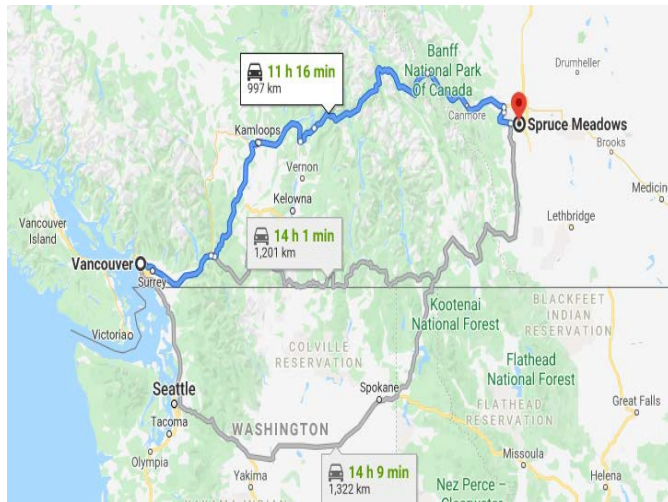 Banff
National Park
Of Canada
Drumheller
11 h 16 min
997 km
Canmore
Spruce Meadows
Kamloops
Brooks
Vernon
Medicin
Kelowna
Vancouver
Island
14 h 1 min
1,201 km
Lethbridge
Vancouver
Surrey
Kootenai
National Forest
BLACKFEET
INDIAN
RESERVATION
Victoria
COLVILLE
RESERVATION
Flathead
National Forest
Seattle
Spokane
Great Falls
FLATHEAD
RESERVATION
Tacoma
WASHINGTON
Olympia
Missoula
14 h 9 min
1,322 km
Yakima
Helena
Nez Perce –